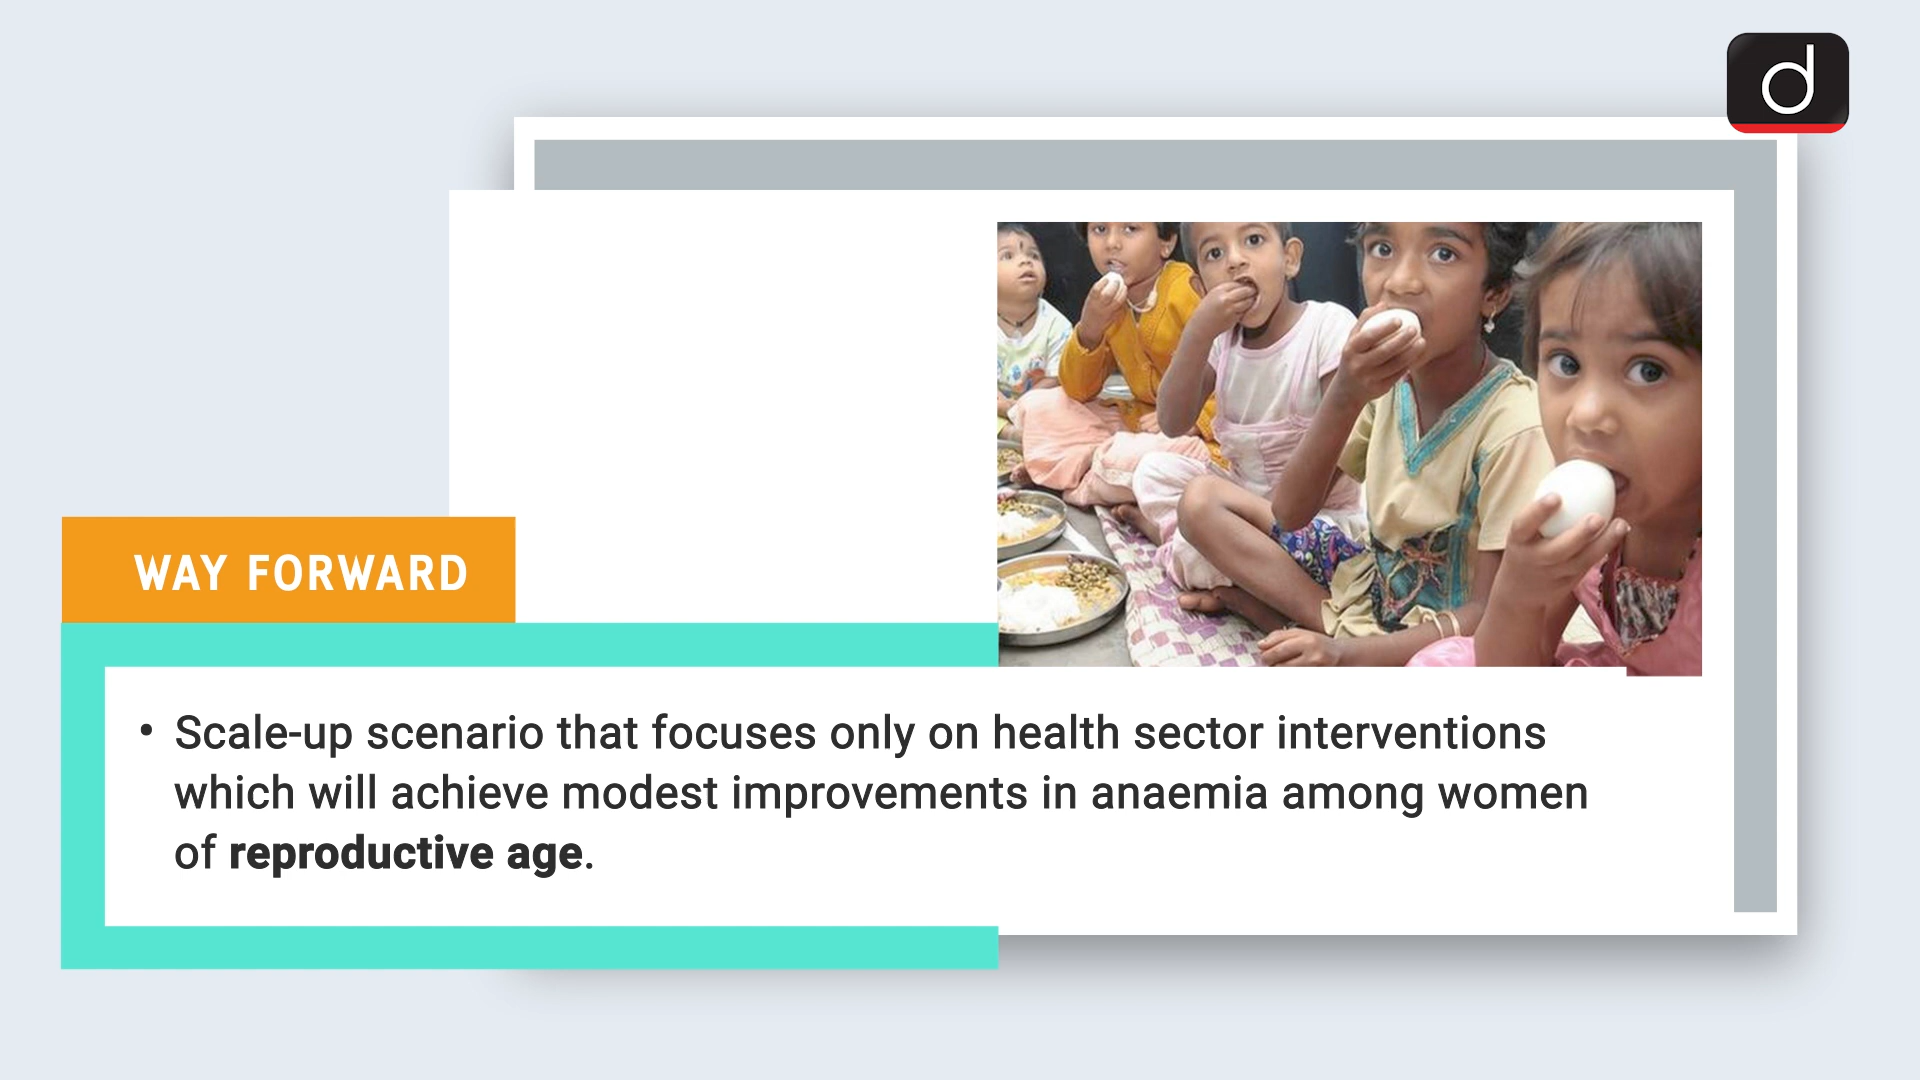 d
WAY FORWARD
• Scale-up scenario that focuses only on health sector interventions
which will achieve modest improvements in anaemia among women
of reproductive age.